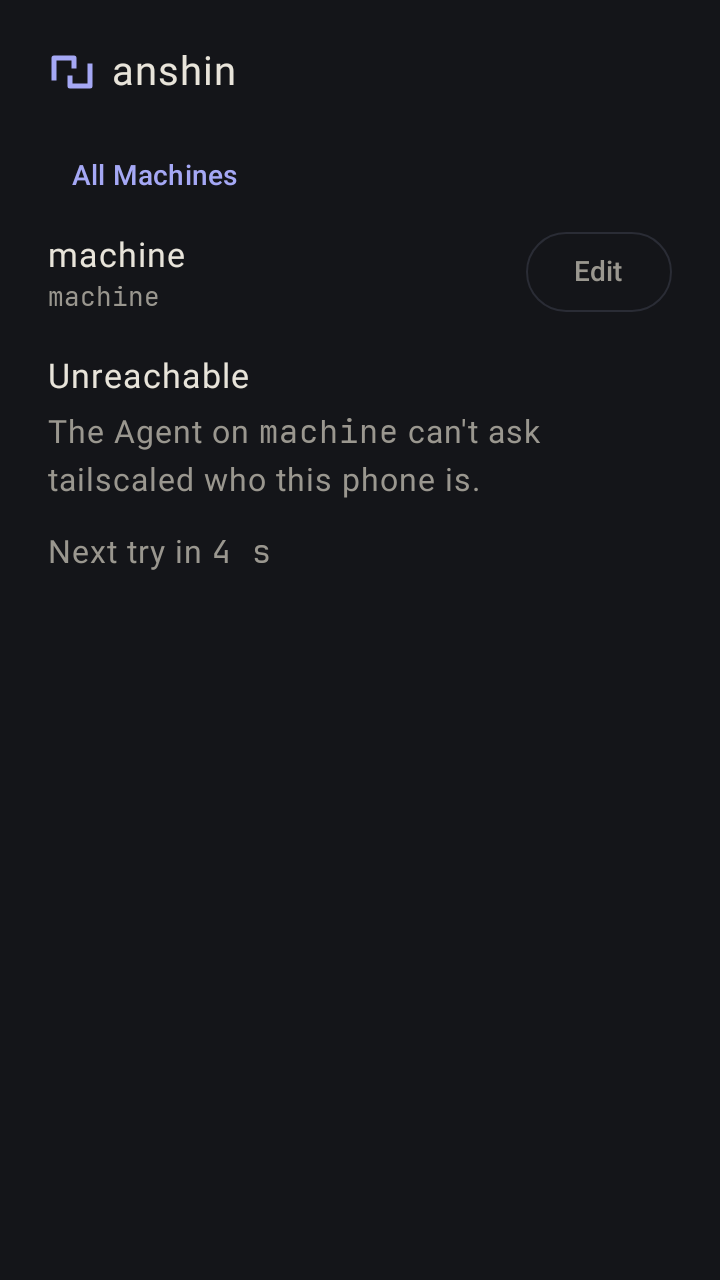 anshin
All Machines
machine
machine
Edit
Unreachable
The Agent on machine can't ask
tailscaled who this phone is.
Next try in 4 s